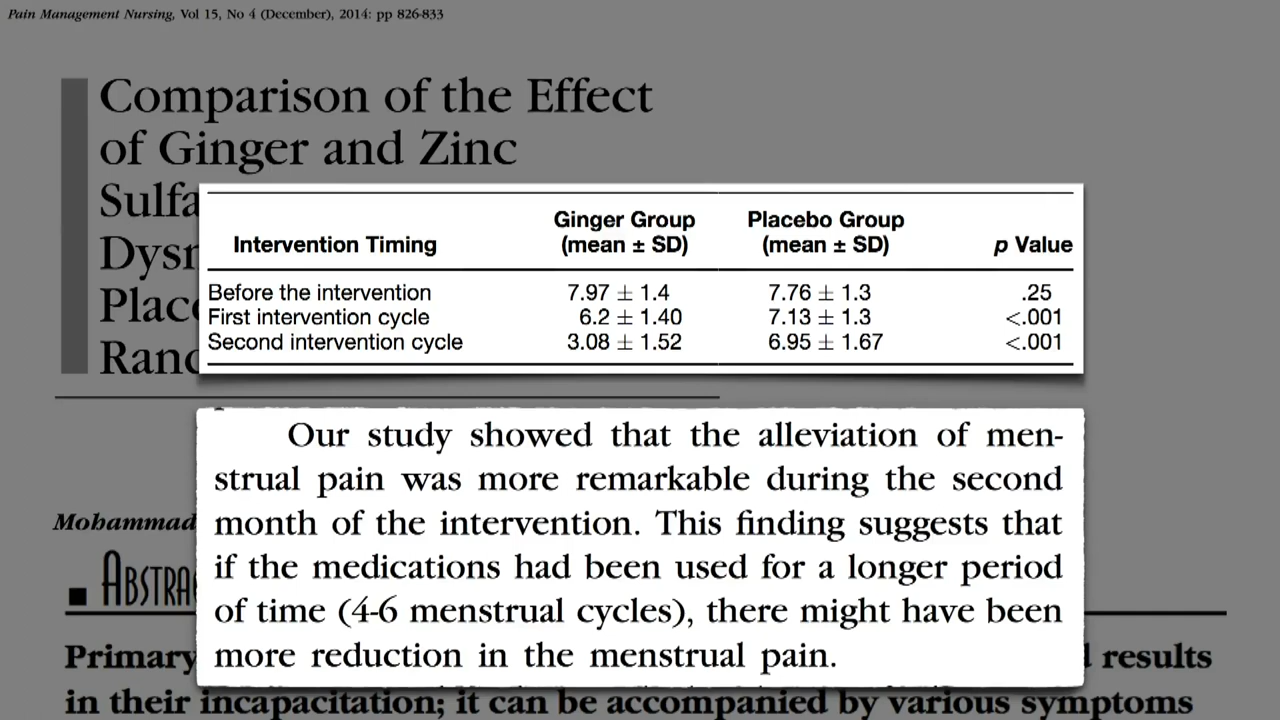 Pain Management Nursing, Vol 15, No 4 (December), 2014: pp 826-833
Comparison of the Effect
of Ginger and Zinc
Intervention Timing Ginger Group (mean ± SD) Placebo Group (mean ± SD) p Value
Before the intervention 7.97 ± 1.4 7.76 ± 1.3 .25
First intervention cycle 6.2 ± 1.40 7.13 ± 1.3 <.001
Second intervention cycle 3.08 ± 1.52 6.95 ± 1.67 <.001
Our study showed that the alleviation of men-
strual pain was more remarkable during the second
month of the intervention. This finding suggests that
if the medications had been used for a longer period
of time (4-6 menstrual cycles), there might have been
more reduction in the menstrual pain.
Mohammad
Primary
results
in their incapacitation; it can be accompanied by various symptoms